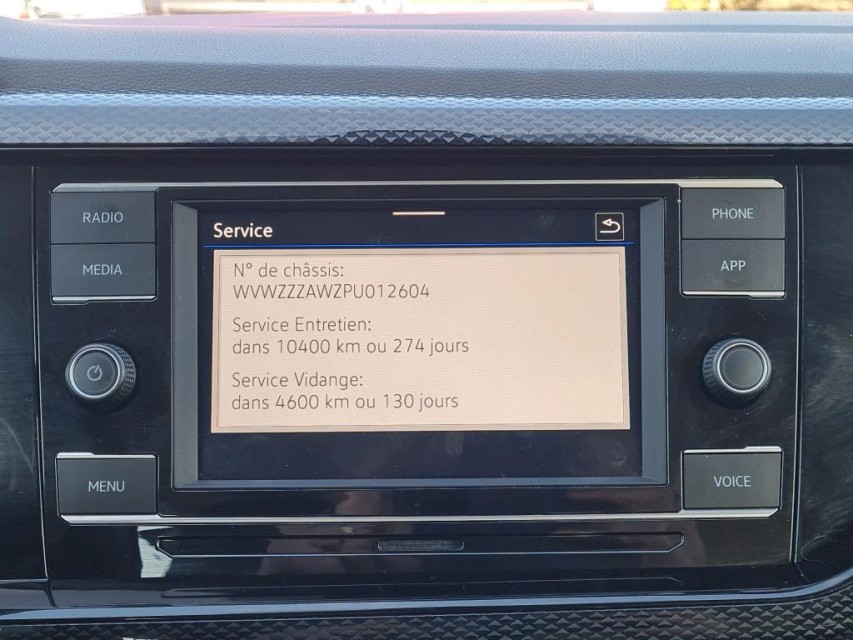 RADIO
MEDIA
MENU
Service
N° de châssis:
WVWZZZAWZPU012604
Service Entretien:
dans 10400 km ou 274 jours
Service Vidange:
dans 4600 km ou 130 jours
PHONE
APP
VOICE